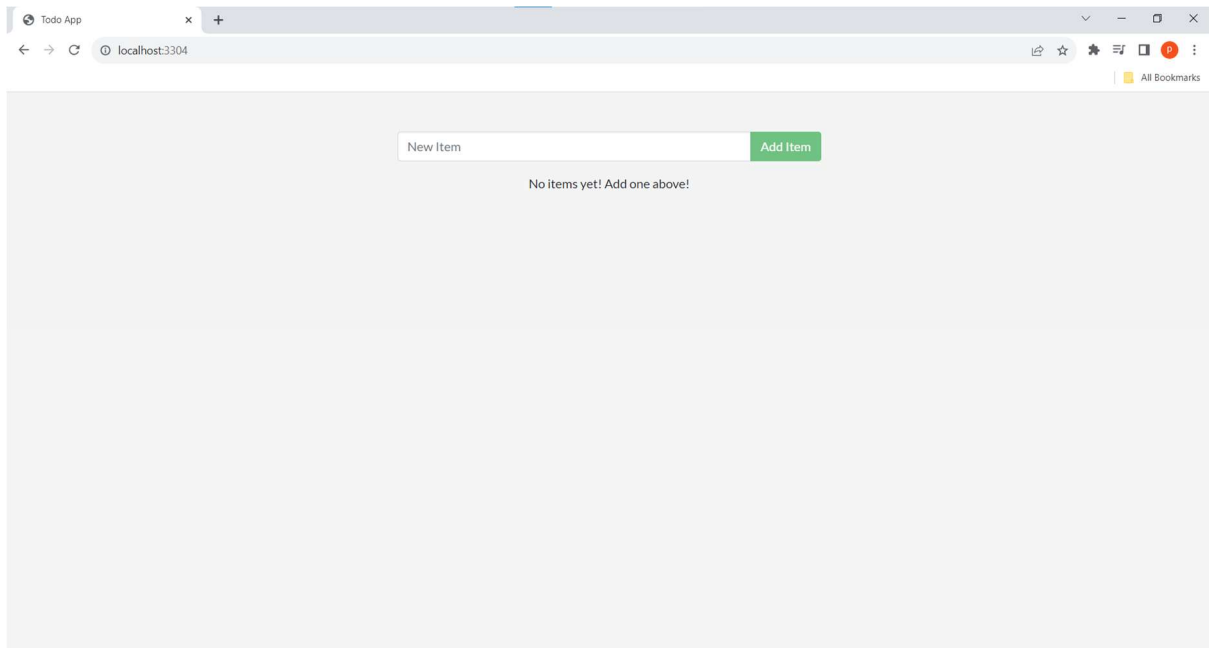 Todo App
localhost:3304
P
All Bookmarks
New Item Add Item
No items yet! Add one above!